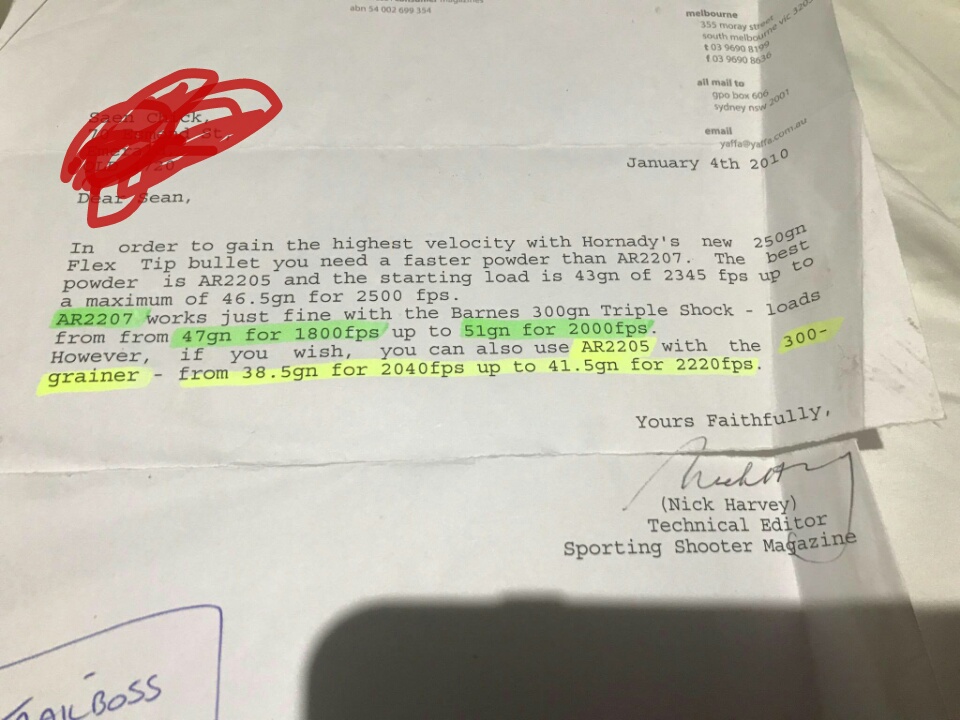 magazines
abn 54 002 699 354
melbourne
355 moray street
south melbourne vic 3205
t 03 9690 8199
f 03 9690 8636
all mail to
gpo box 606
sydney nsw 2001
email
yaffa@yaffa.com.au
January 4th 2010
Dear Sean,
In order to gain the highest velocity with Hornady's new 250gn
Flex Tip bullet you need a faster powder than AR2207. The best
powder is AR2205 and the starting load is 43gn of 2345 fps up to
a maximum of 46.5gn for 2500 fps.
AR2207 works just fine with the Barnes 300gn Triple Shock - loads
from from 47gn for 1800fps up to 51gn for 2000fps.
However, if you wish, you can also use AR2205 with the 300-
grainer - from 38.5gn for 2040fps up to 41.5gn for 2220fps.
Yours Faithfully,
(Nick Harvey)
Technical Editor
Sporting Shooter Magazine
BOSS